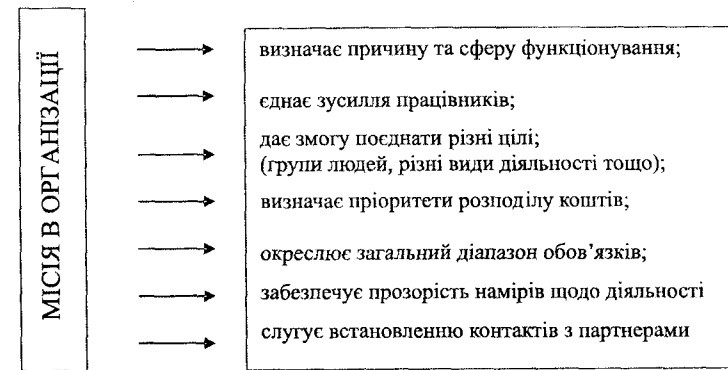 МІСІЯ В ОРГАНІЗАЦІЇ
визначає причину та сферу функціонування;
єднає зусилля працівників;
дає змогу поєднати різні цілі;
(групи людей, різні види діяльності тощо);
визначає пріоритети розподілу коштів;
окреслює загальний діапазон обов’язків;
забезпечує прозорість намірів щодо діяльності
слугує встановленню контактів з партнерами